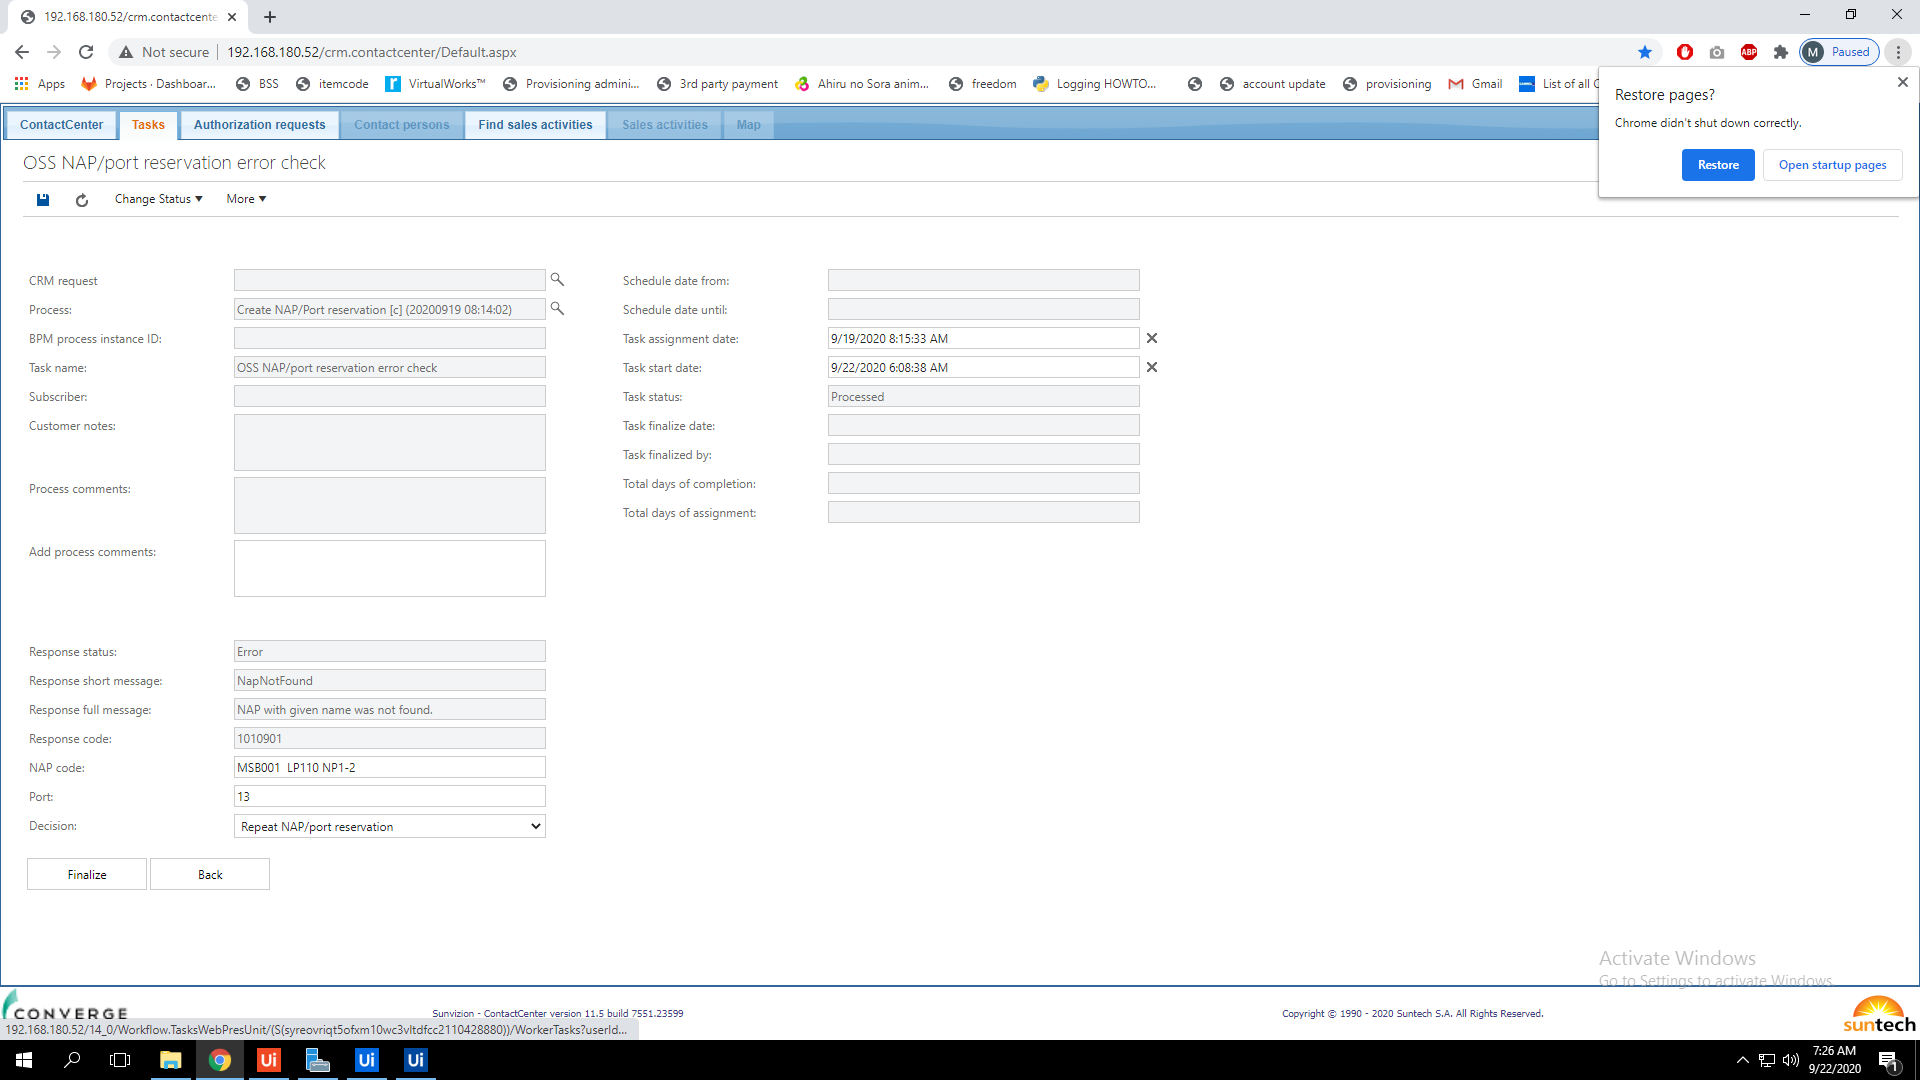 192.168.180.52/crm.contactcente
Not secure 192.168.180.52/crm.contactcenter/Default.aspx
M Paused
Apps Projects · Dashboar... BSS itemcode VirtualWorks™ Provisioning admini... 3rd party payment Ahiru no Sora anim... freedom Logging HOWTO... account update provisioning Gmail List of all
Restore pages?
Chrome didn't shut down correctly.
Restore Open startup pages
ContactCenter Tasks Authorization requests Contact persons Find sales activities Sales activities Map
OSS NAP/port reservation error check
Change Status ▼ More ▼
CRM request
Process: Create NAP/Port reservation [c] (20200919 08:14:02)
BPM process instance ID:
Task name: OSS NAP/port reservation error check
Subscriber:
Customer notes:
Process comments:
Add process comments:
Schedule date from:
Schedule date until:
Task assignment date: 9/19/2020 8:15:33 AM
Task start date: 9/22/2020 6:08:38 AM
Task status: Processed
Task finalize date:
Task finalized by:
Total days of completion:
Total days of assignment:
Response status: Error
Response short message: NapNotFound
Response full message: NAP with given name was not found.
Response code: 1010901
NAP code: MSB001  LP110 NP1-2
Port: 13
Decision: Repeat NAP/port reservation
Finalize Back
Activate Windows
Go to Settings to activate Windows.
CONVERGE
Sunvizion - ContactCenter version 11.5 build 7551.23599
Copyright © 1990 - 2020 Suntech S.A. All Rights Reserved.
suntech
192.168.180.52/14_0/Workflow.TasksWebPresUnit/(S(syreovriqt5ofxm10wc3vltdfcc2110428880))/WorkerTasks?userId...
Ui Ui Ui
7:26 AM
9/22/2020
1